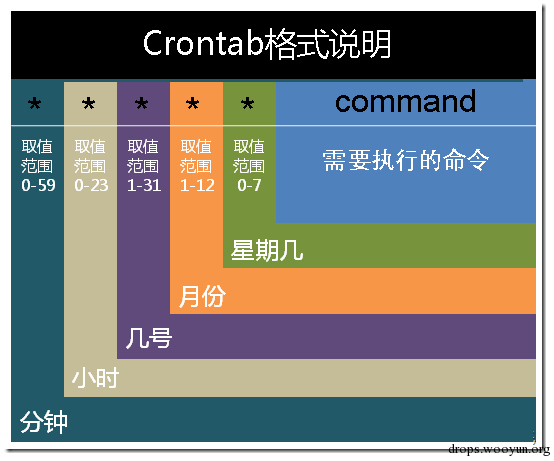 Crontab格式说明
* * * * * command
取值 取值 取值 取值 取值 需要执行的命令
范围 范围 范围 范围 范围
0-59 0-23 1-31 1-12 0-7
星期几
月份
几号
小时
分钟
drops.wooyun.org